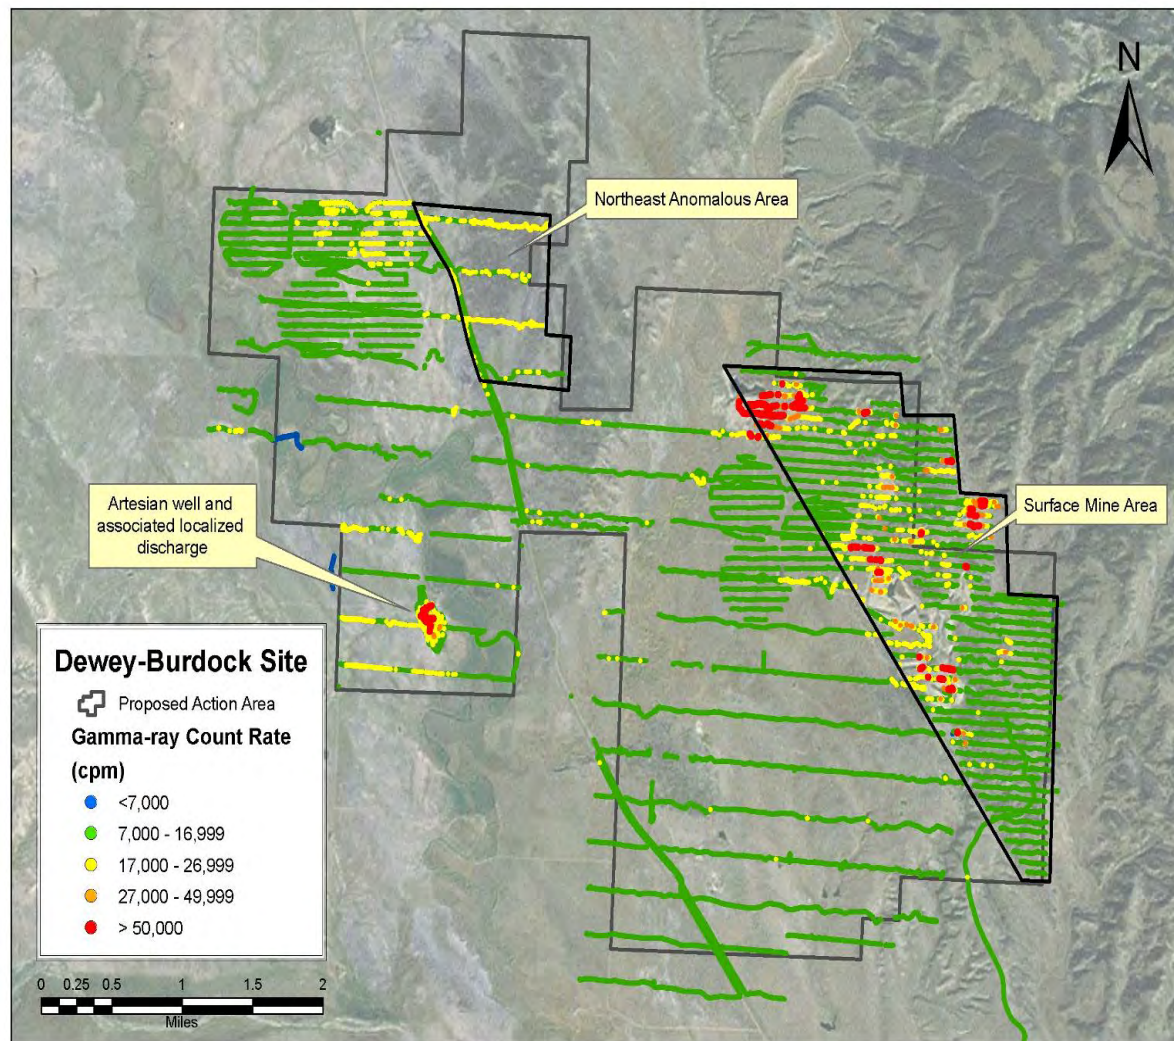 N
Northeast Anomalous Area
Artesian well and
associated localized
discharge
Surface Mine Area
Dewey-Burdock Site
Proposed Action Area
Gamma-ray Count Rate
(cpm)
<7,000
7,000 - 16,999
17,000 - 26,999
27,000 - 49,999
> 50,000
0 0.25 0.5 1 1.5 2
Miles